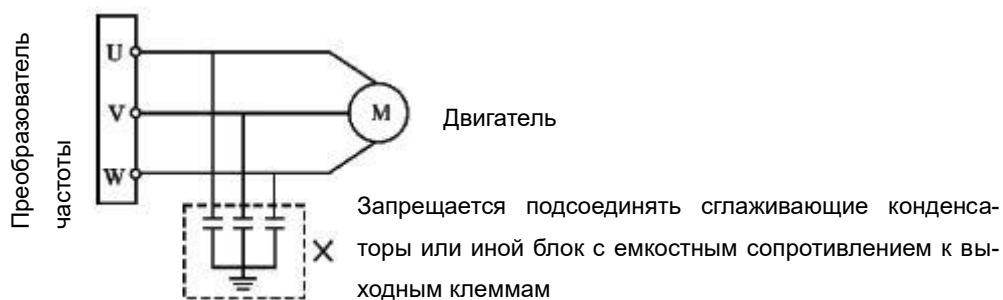 Преобразователь
частоты
U
V
W
M
Двигатель
Запрещается подсоединять сглаживающие конденса-
торы или иной блок с емкостным сопротивлением к вы-
ходным клеммам